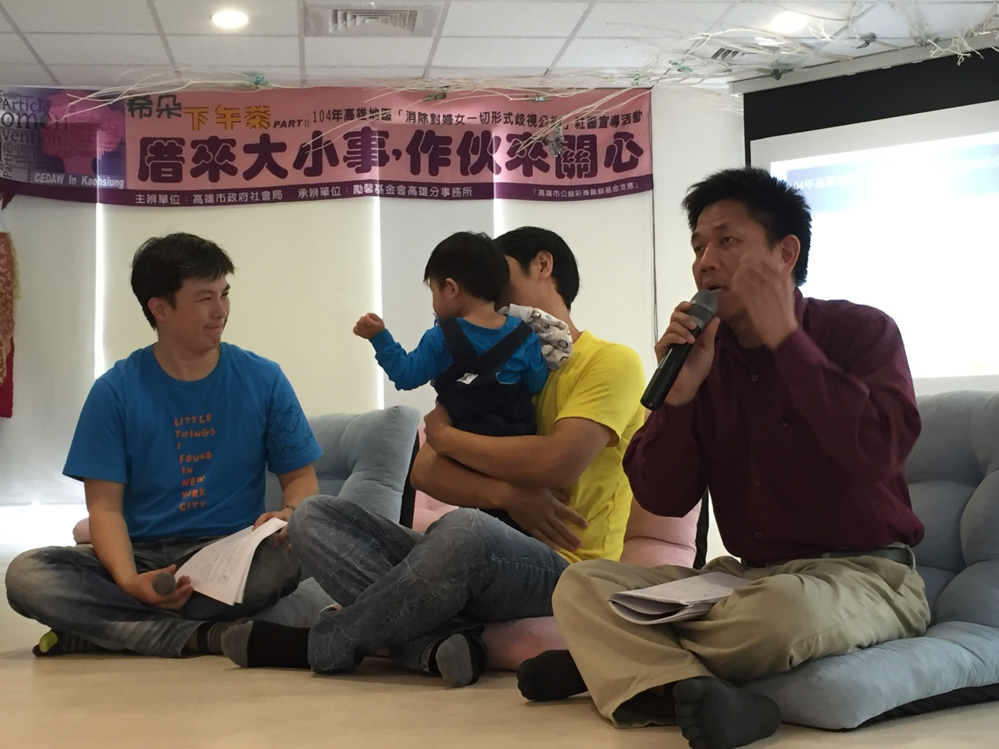 Article
omen
vention
Parties
CEDAW In Kaohsiung
希朵
下午茶 PART II
104年高雄地區「消除對婦女一切形式歧視公約」社區宣導活動
厝來大小事，作伙來關心
主辦單位：高雄市政府社會局 承辦單位：勵馨基金會高雄分事務所 「高雄市公益彩券盈餘基金支應」
104年高
LITTLE
THINGS
I
FOUND
IN
NEW
YORK
CITY